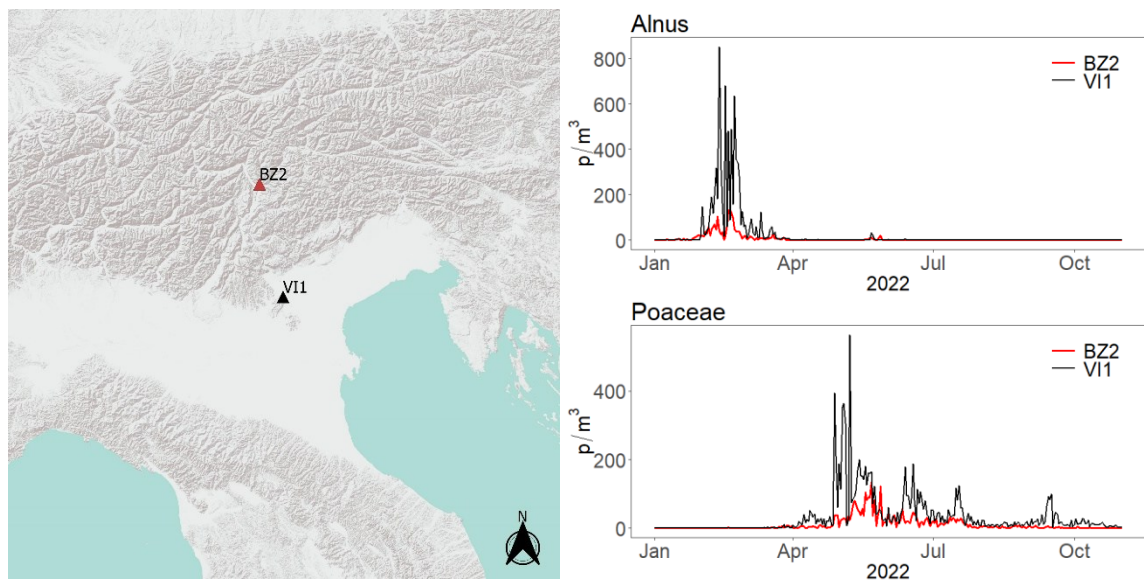 BZ2
VI1
N
Alnus
p/m³
800
600
400
200
0
BZ2
VI1
Jan
Apr
Jul
Oct
2022
Poaceae
p/m³
400
200
0
BZ2
VI1
Jan
Apr
Jul
Oct
2022